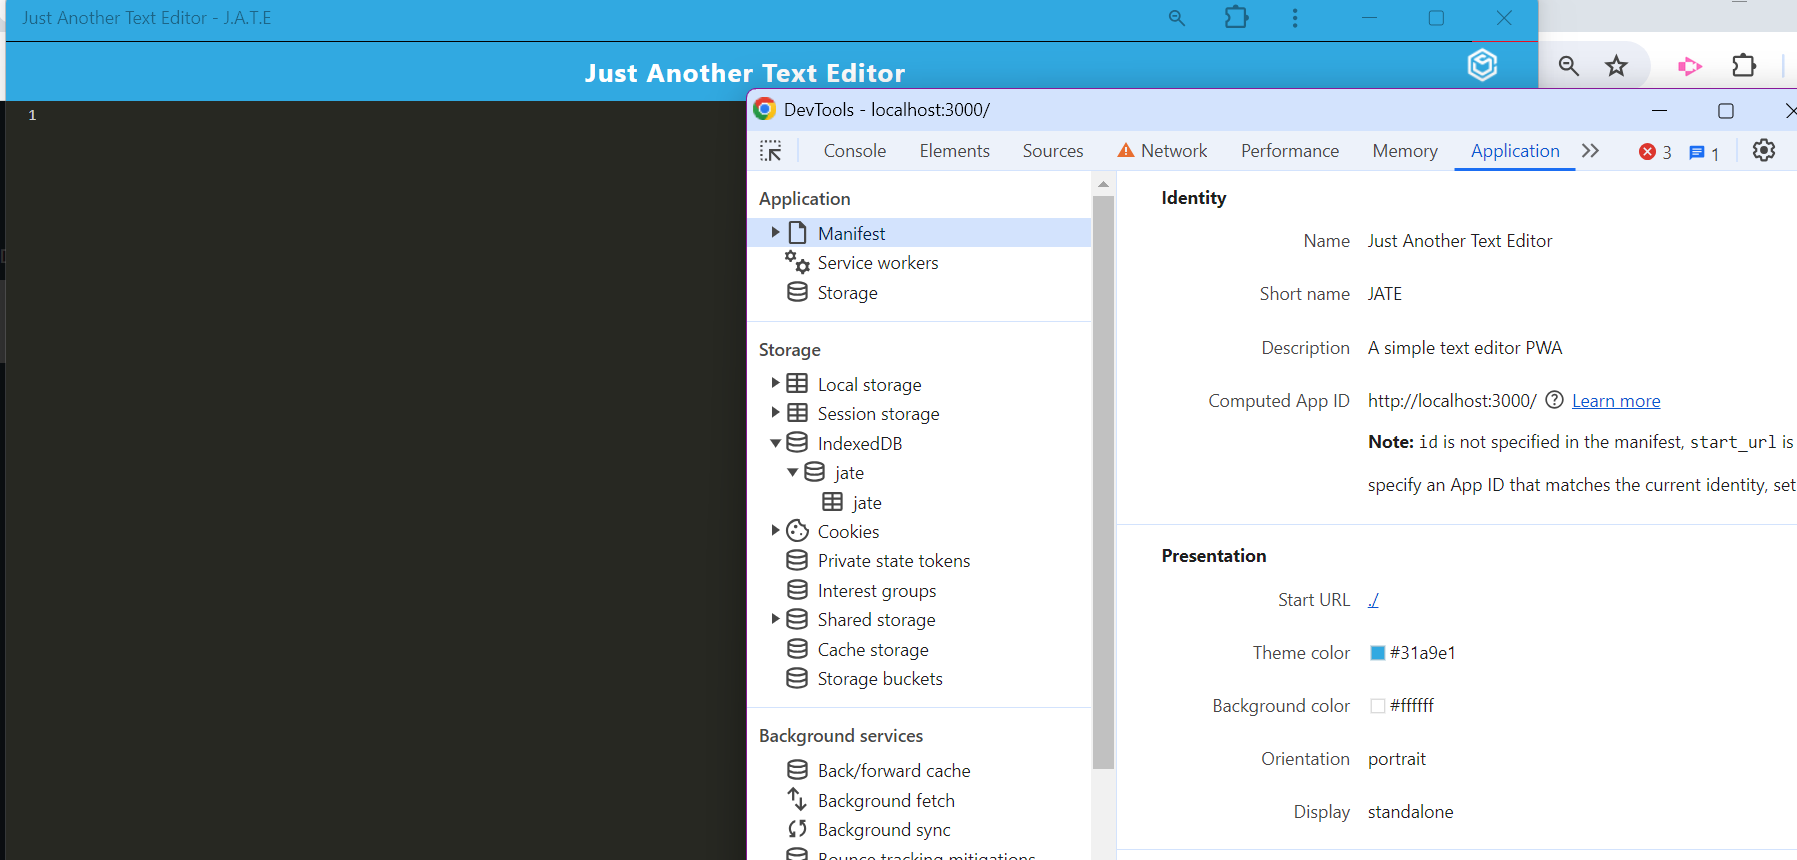 Just Another Text Editor - J.A.T.E
Just Another Text Editor
1
DevTools - localhost:3000/
Console Elements Sources Network Performance Memory Application 3 1
Application
Manifest
Service workers
Storage
Storage
Local storage
Session storage
IndexedDB
jate
jate
Cookies
Private state tokens
Interest groups
Shared storage
Cache storage
Storage buckets
Background services
Back/forward cache
Background fetch
Background sync
Bounce tracking mitigations
Identity
Name Just Another Text Editor
Short name JATE
Description A simple text editor PWA
Computed App ID http://localhost:3000/ Learn more
Note: id is not specified in the manifest, start_url is
specify an App ID that matches the current identity, set
Presentation
Start URL ./
Theme color #31a9e1
Background color #ffffff
Orientation portrait
Display standalone